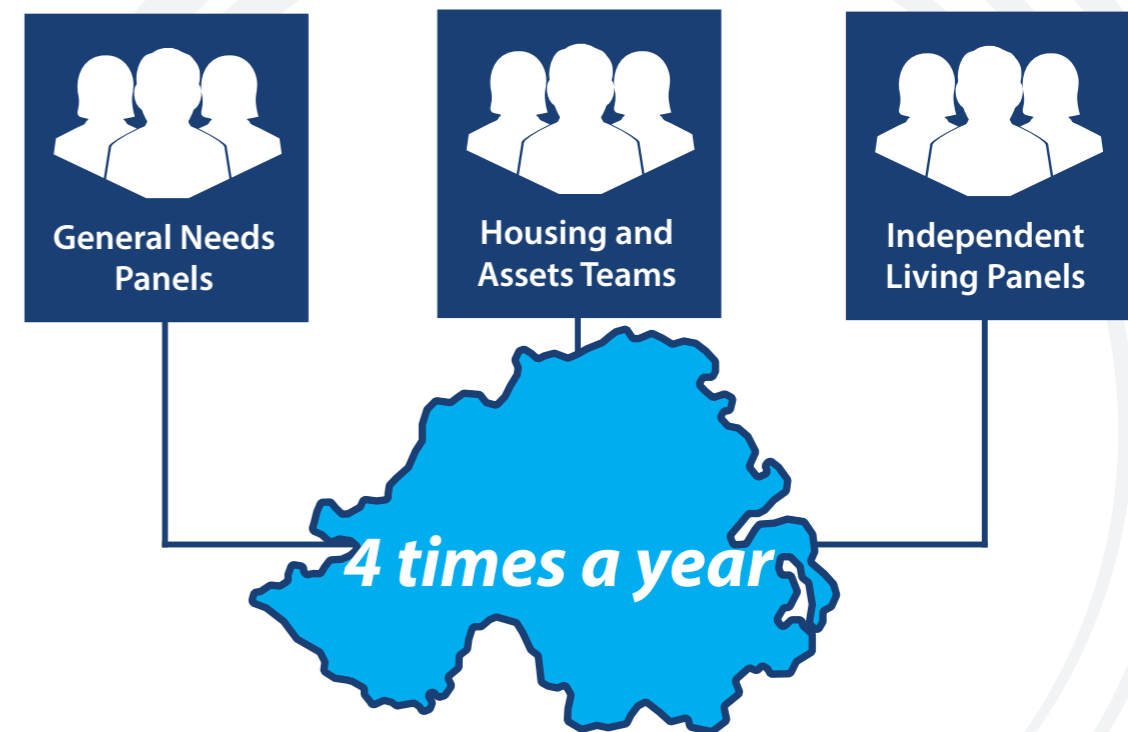 General Needs
Panels
Housing and
Assets Teams
Independent
Living Panels
4 times a year